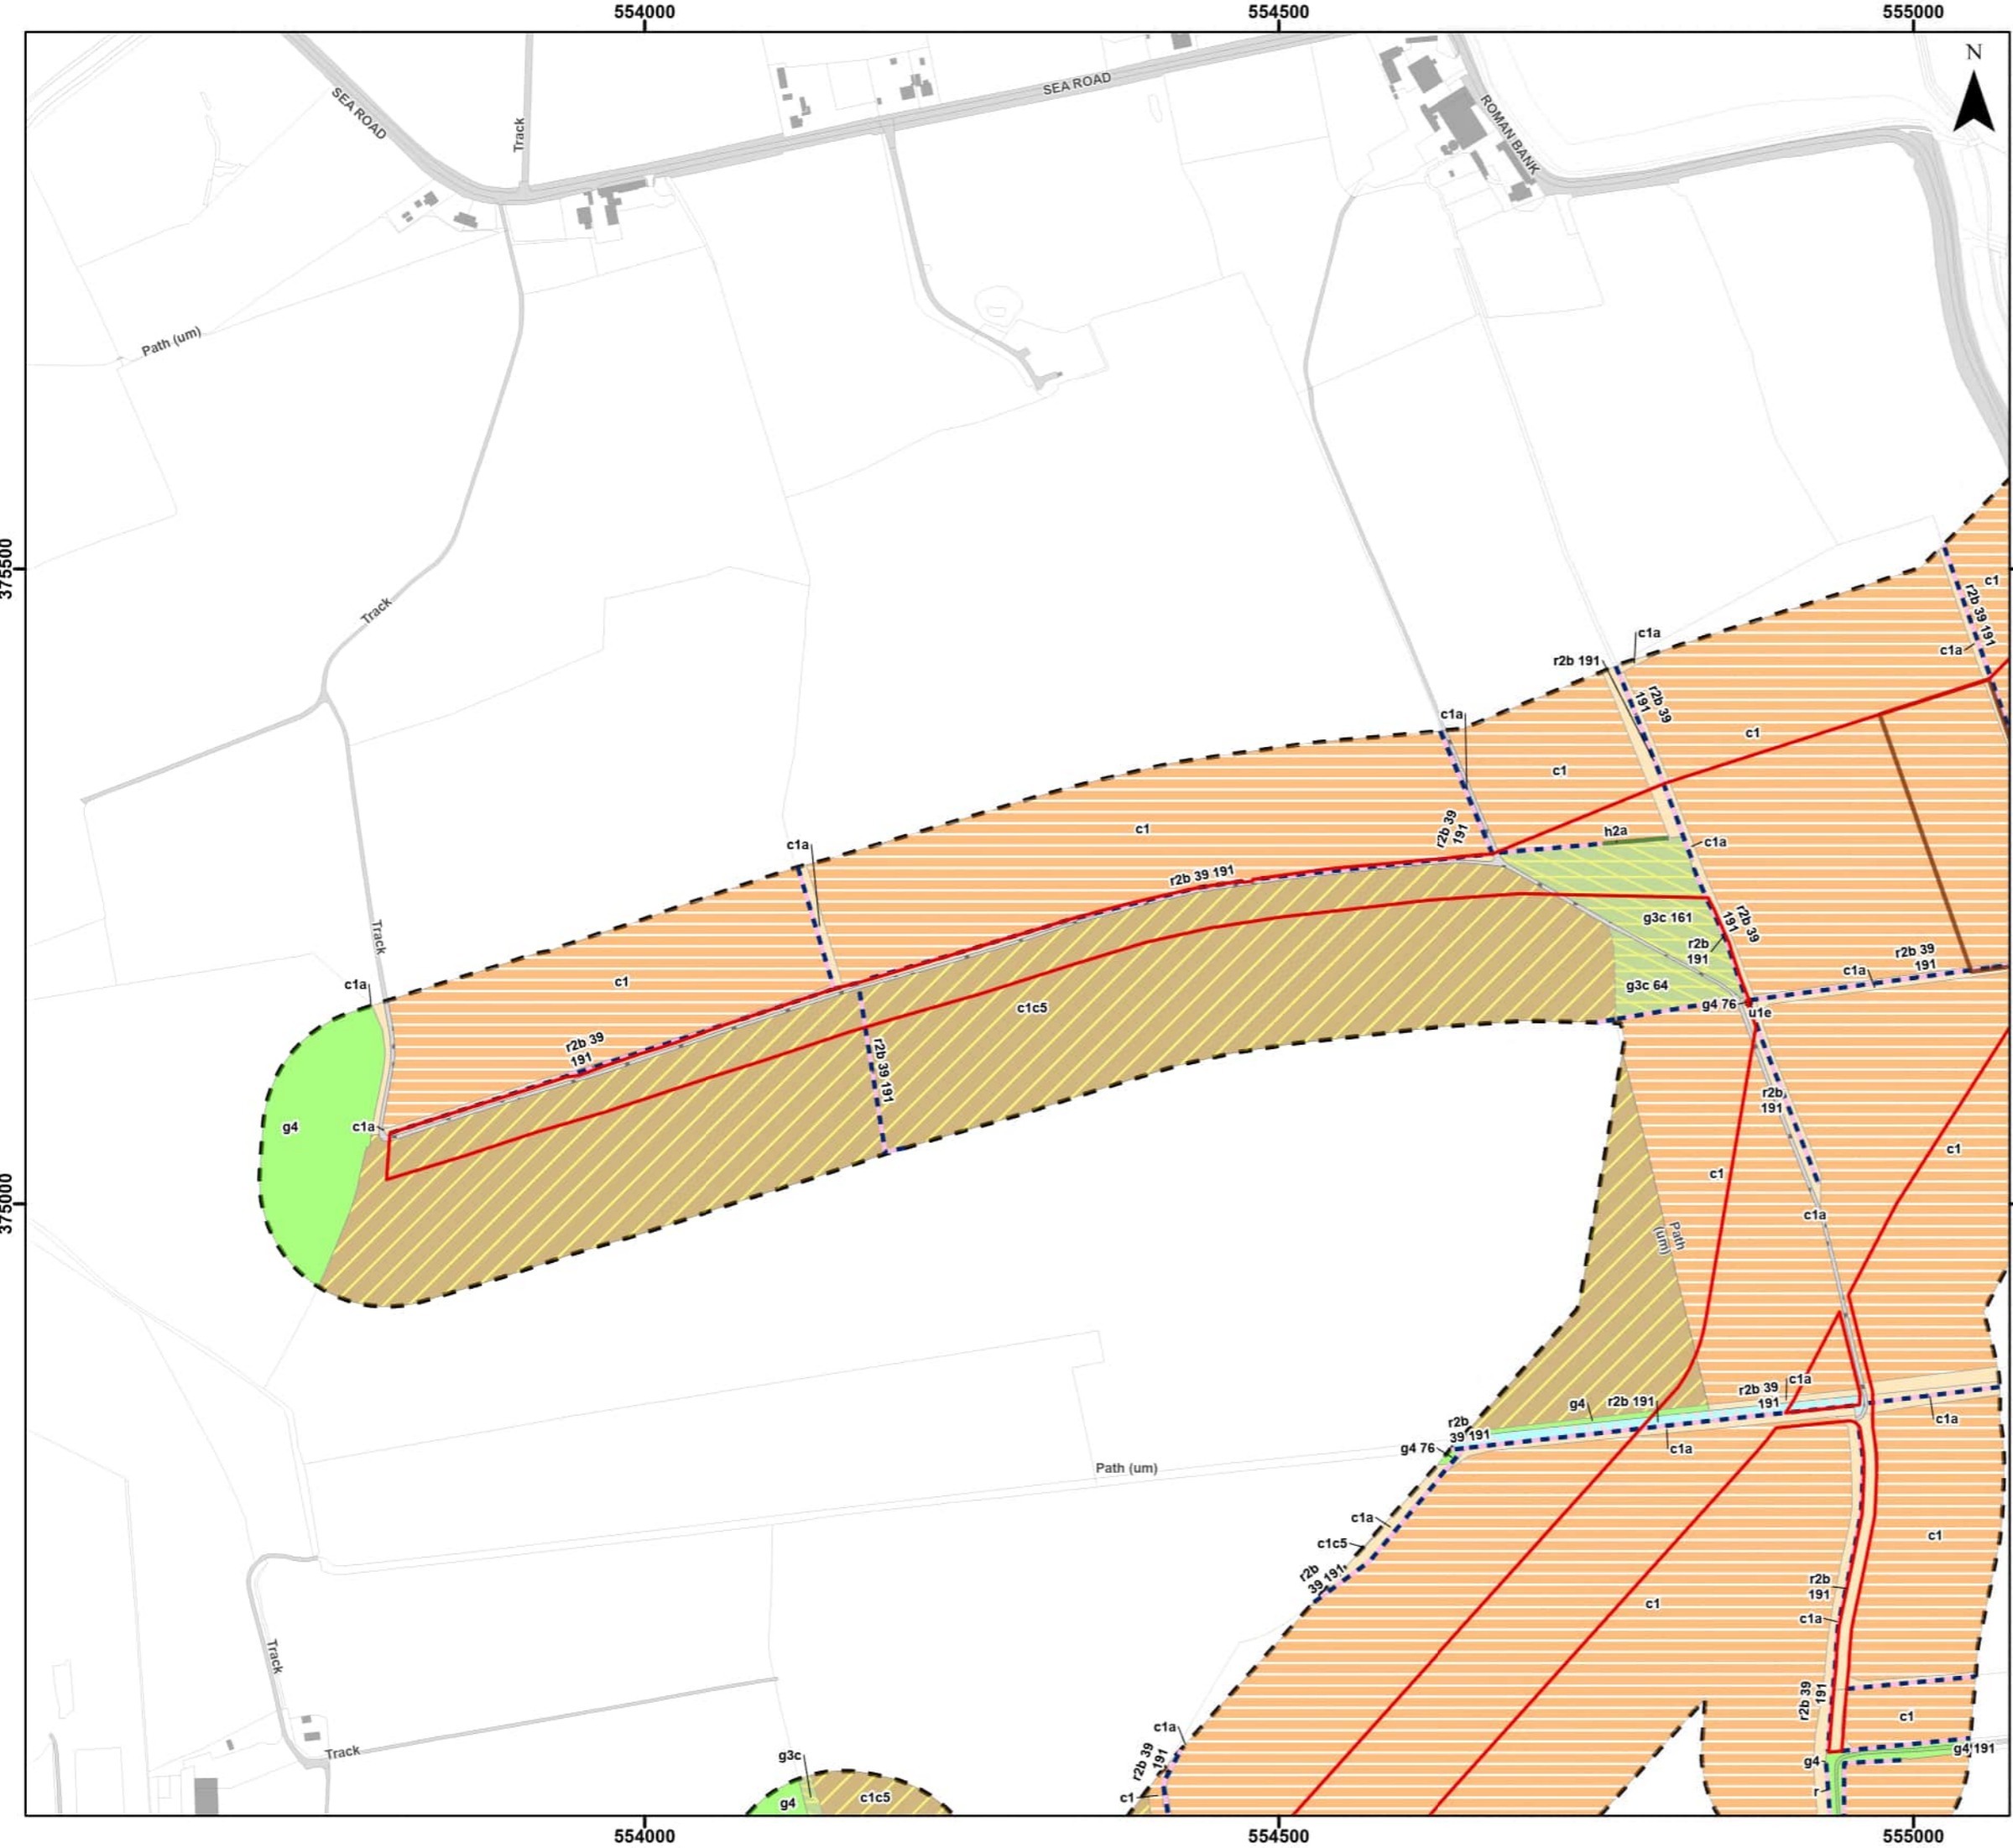 554000
554500
555000
N
SEA ROAD
SEA ROAD
Track
ROMAN BANK
Path (um)
375500
Track
c1
r2b 39 191
c1a
c1a
r2b 191
r2b 39
191
c1a
c1
c1
c1
h2a
c1a
r2b 39
191
c1a
r2b 39 191
g3c 161
r2b
191
r2b 39
191
Track
c1a
c1
c1c5
g3c 64
c1a
r2b 39
191
g4 76
u1e
r2b 39
191
r2b 39 191
r2b
191
g4
c1a
c1
c1
375000
c1a
Path
(um)
g4
r2b 191
r2b 39
191
c1a
c1a
r2b
39 191
g4 76
c1a
Path (um)
c1a
c1c5
r2b
39 191
c1
r2b
191
c1
c1a
Track
r2b 39
191
c1
c1a
r2b 39
191
Track
g3c
g4
g4 191
r
g4
c1c5
c1
554000
554500
555000